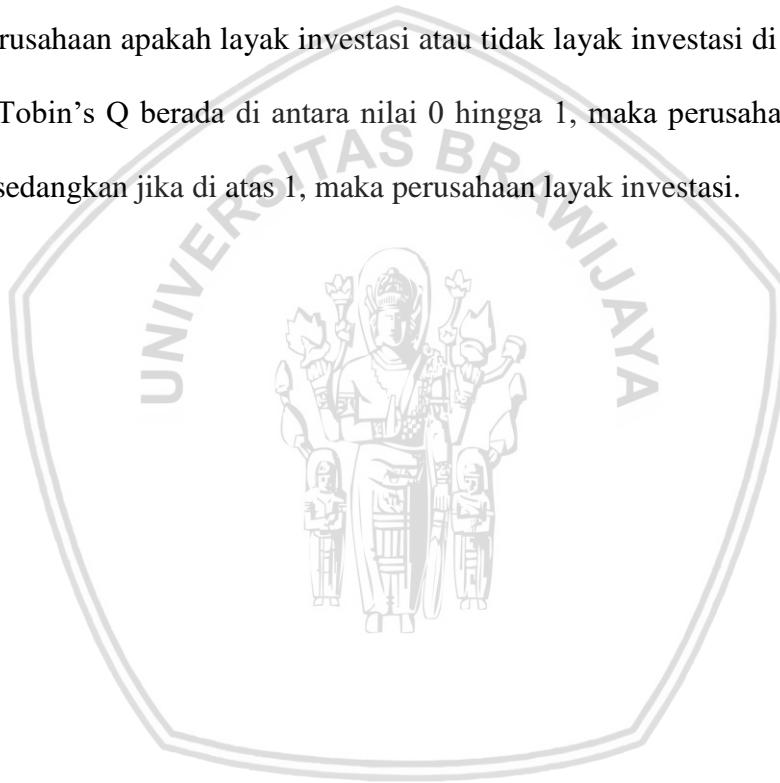 rusahaan apakah layak investasi atau tidak layak investasi di
Tobin’s Q berada di antara nilai 0 hingga 1, maka perusaha
sedangkan jika di atas 1, maka perusahaan layak investasi.
UNIVERSITAS BRAWIJAYA